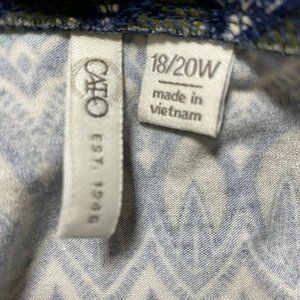 CATO
EST. 1946
18/20W
made in
vietnam